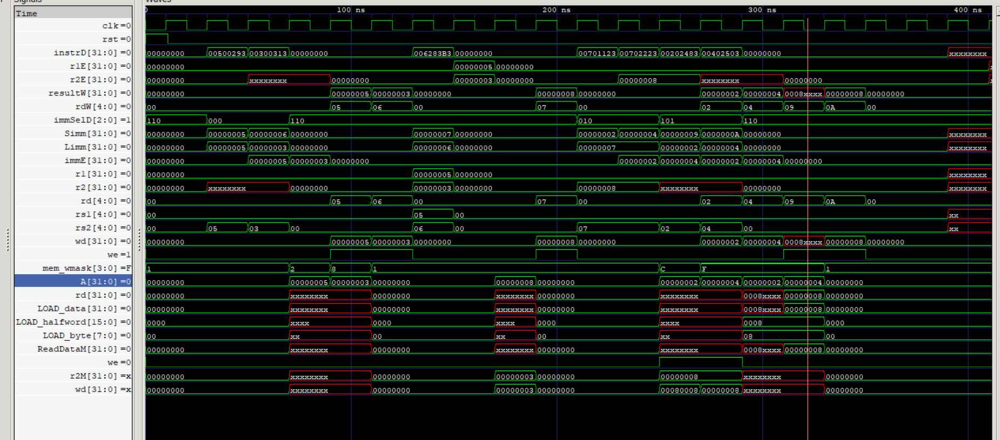 Signals Waves
0 100 ns 200 ns 300 ns 400 ns
Time
clk=0
rst=0
instrD[31:0]=0 00000000 00500293 00300313 00000000 006283B3 00000000 00701123 00702223 00202483 00402503 00000000 xxxxxxxx
r1E[31:0]=0 00000000 00000005 00000000
r2E[31:0]=0 00000000 xxxxxxxx 00000000 00000003 00000000 00000008 xxxxxxxx 00000000
resultW[31:0]=0 00000000 00000005 00000003 00000000 00000008 00000000 00000002 00000004 0008xxxx 00000008 00000000
rdW[4:0]=0 00 05 06 00 07 00 02 04 09 0A 00
immSelD[2:0]=1 110 000 110 010 101 110
Simm[31:0]=0 00000000 00000005 00000006 00000000 00000007 00000000 00000002 00000004 00000009 0000000A 00000000 xxxxxxxx
Limm[31:0]=0 00000000 00000005 00000003 00000000 00000006 00000000 00000007 00000002 00000004 00000000 xxxxxxxx
immE[31:0]=0 00000000 00000005 00000003 00000000 00000002 00000004 00000002 00000004 00000000
r1[31:0]=0 00000000 00000005 00000000 xxxxxxxx
r2[31:0]=0 00000000 xxxxxxxx 00000000 00000003 00000000 00000008 xxxxxxxx 00000000 xxxxxxxx
rd[4:0]=0 00 05 06 00 07 00 02 04 09 0A 00
rs1[4:0]=0 00 05 00 xx
rs2[4:0]=0 00 05 03 00 06 00 07 02 04 00 xx
wd[31:0]=0 00000000 00000005 00000003 00000000 00000008 00000000 00000002 00000004 0008xxxx 00000008 00000000
we=1
mem_wmask[3:0]=F 1 2 8 1 C F 1
A[31:0]=0 00000000 00000005 00000003 00000000 00000008 00000000 00000002 00000004 00000002 00000004 00000000
rd[31:0]=0 00000000 xxxxxxxx 00000000 xxxxxxxx 00000000 xxxxxxxx 0008xxxx 00000008 00000000
LOAD_data[31:0]=0 00000000 xxxxxxxx 00000000 xxxxxxxx 00000000 xxxxxxxx 0008xxxx 00000008 00000000
LOAD_halfword[15:0]=0 0000 xxxx 0000 xxxx 0000 xxxx 0008 0000
LOAD_byte[7:0]=0 00 xx 00 xx 00 xx 08 00
ReadDataM[31:0]=0 00000000 xxxxxxxx 00000000 xxxxxxxx 00000000 xxxxxxxx 0008xxxx 00000008 00000000
we=0
r2M[31:0]=x 00000000 xxxxxxxx 00000000 00000003 00000000 00000008 xxxxxxxx 00000000
wd[31:0]=x 00000000 xxxxxxxx 00000000 00000003 00000000 00080008 00000008 xxxxxxxx 00000000